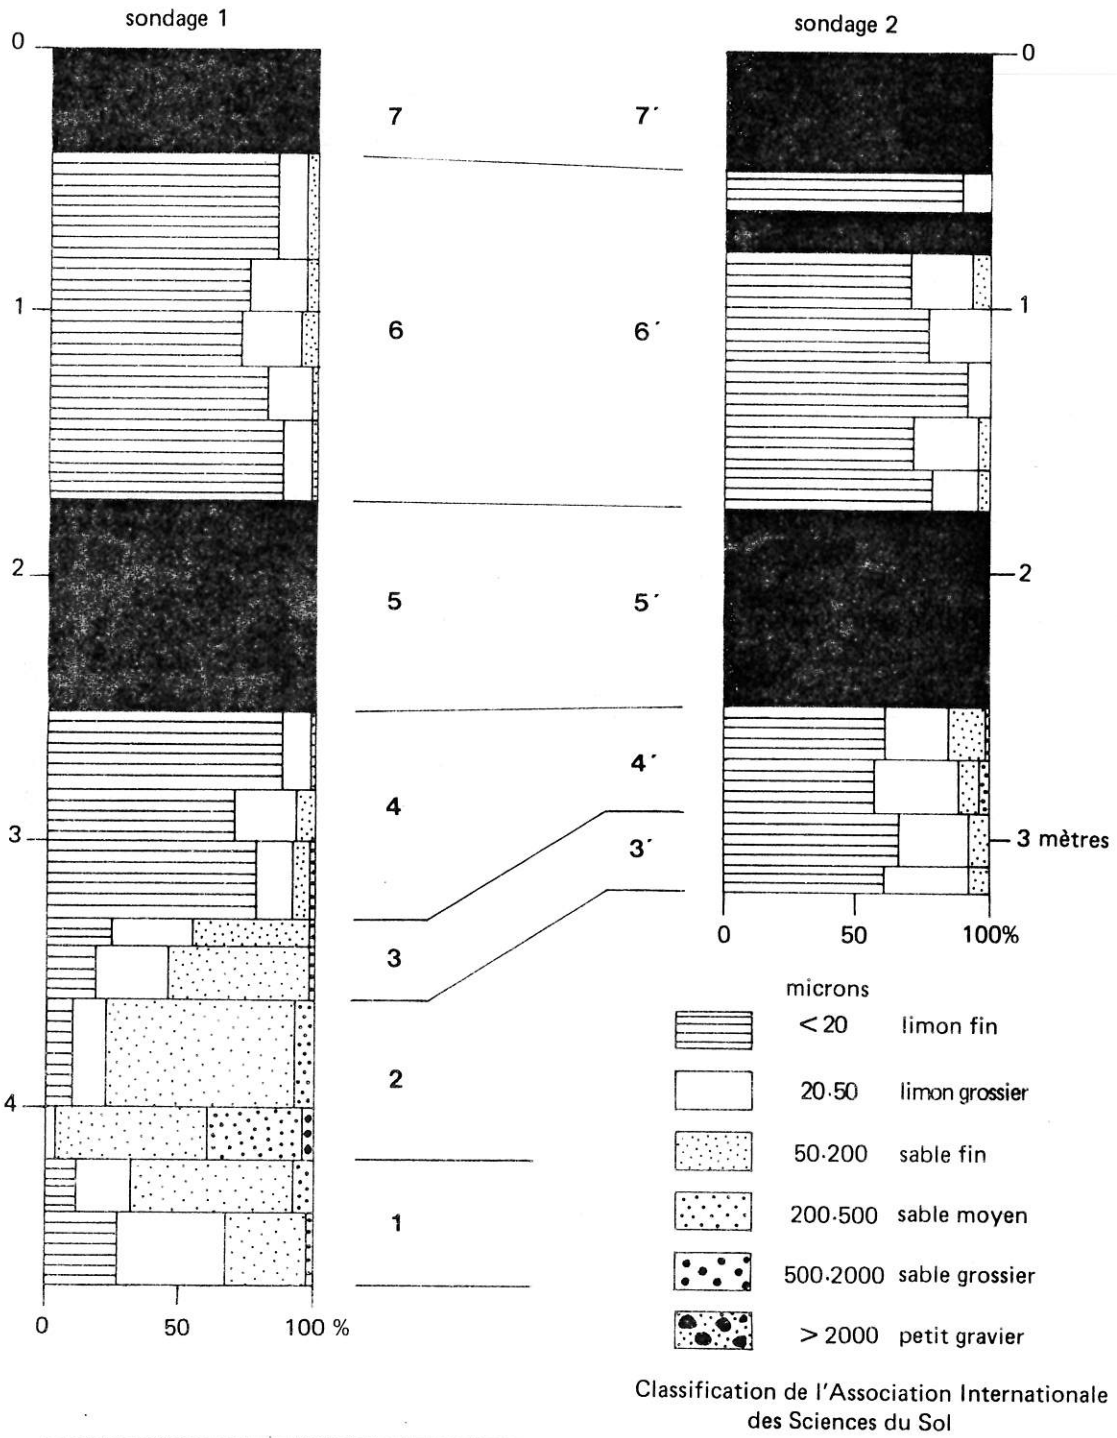 sondage 1
sondage 2
0
0
7 7´
1
6 6´
1
2
5 5´
2
4´
4
3
3´
3 mètres
3
0 50 100%
2
4
1
0 50 100 %
microns
< 20 limon fin
20.50 limon grossier
50.200 sable fin
200.500 sable moyen
500.2000 sable grossier
> 2000 petit gravier
Classification de l'Association Internationale
des Sciences du Sol